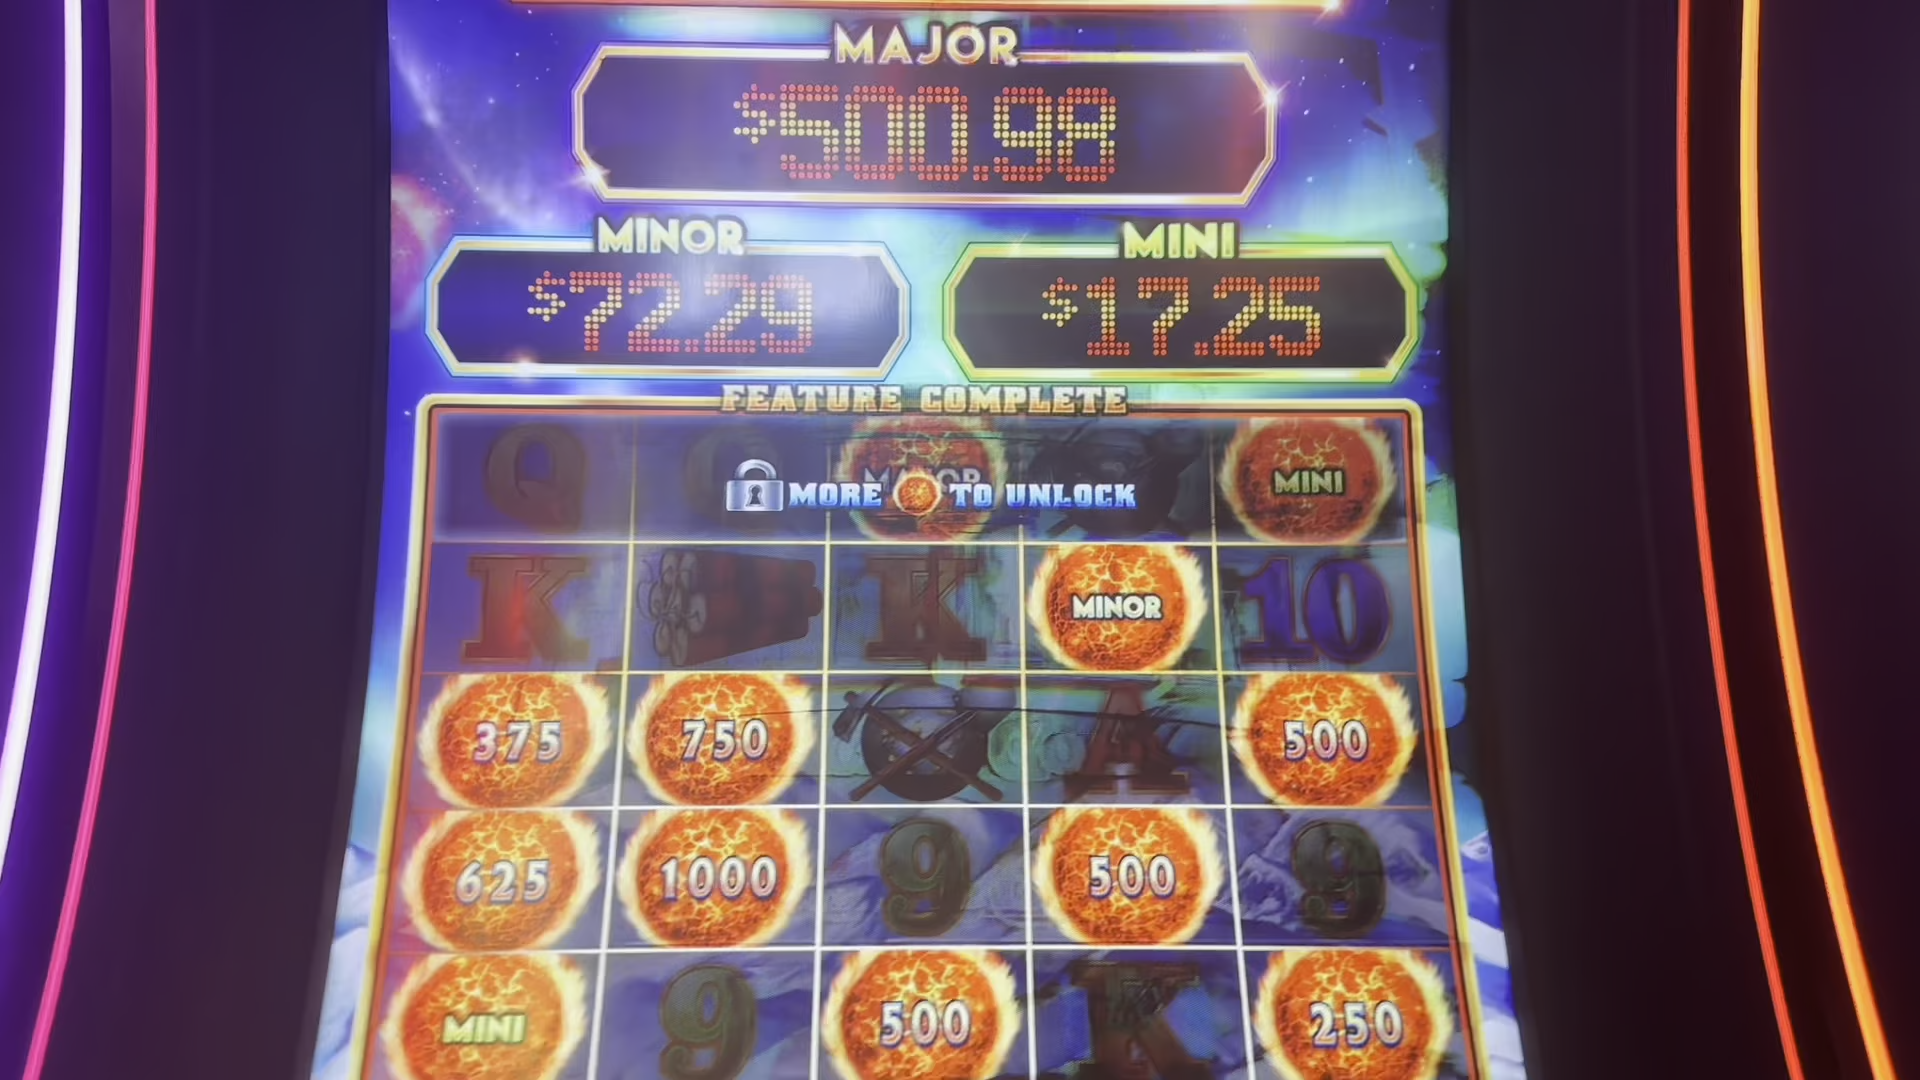 MAJOR
$500.98
MINOR
MINI
$72.29
$17.25
FEATURE COMPLETE
Q Q MAJOR MINI
MORE TO UNLOCK
K K MINOR 10
375 750 A 500
625 1000 9 500 9
MINI 9 500 K 250